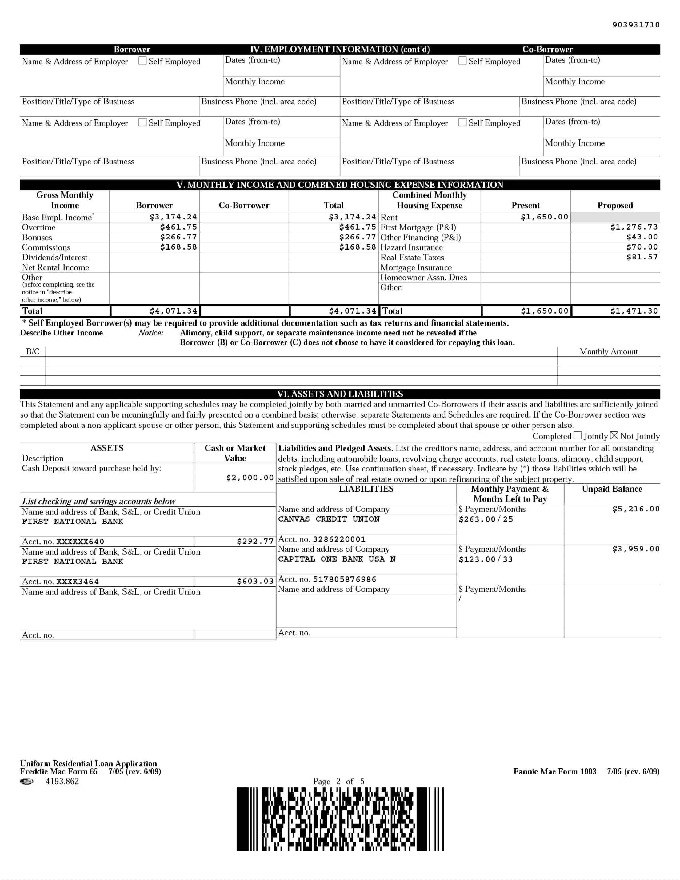 903931710
Borrower IV. EMPLOYMENT INFORMATION (cont'd) Co-Borrower
Name & Address of Employer Self Employed Dates (from-to) Name & Address of Employer Self Employed Dates (from-to)
Monthly Income Monthly Income
Position/Title/Type of Business Business Phone (incl. area code) Position/Title/Type of Business Business Phone (incl. area code)
Name & Address of Employer Self Employed Dates (from-to) Name & Address of Employer Self Employed Dates (from-to)
Monthly Income Monthly Income
Position/Title/Type of Business Business Phone (incl. area code) Position/Title/Type of Business Business Phone (incl. area code)
V. MONTHLY INCOME AND COMBINED HOUSING EXPENSE INFORMATION
Gross Monthly Combined Monthly
Income Borrower Co-Borrower Total Housing Expense Present Proposed
Base Empl. Income* $3,174.24 $3,174.24 Rent $1,650.00
Overtime $461.75 $461.75 First Mortgage (P&I) $1,276.73
Bonuses $266.77 $266.77 Other Financing (P&I) $43.00
Commissions $168.58 $168.58 Hazard Insurance $70.00
Dividends/Interest Real Estate Taxes $81.57
Net Rental Income Mortgage Insurance
Other Homeowner Assn. Dues
(before completing, see the Other:
notice in "describe
other income," below)
Total $4,071.34 $4,071.34 Total $1,650.00 $1,471.30
* Self Employed Borrower(s) may be required to provide additional documentation such as tax returns and financial statements.
Describe Other Income Notice: Alimony, child support, or separate maintenance income need not be revealed if the
Borrower (B) or Co-Borrower (C) does not choose to have it considered for repaying this loan.
B/C Monthly Amount
VI. ASSETS AND LIABILITIES
This Statement and any applicable supporting schedules may be completed jointly by both married and unmarried Co-Borrowers if their assets and liabilities are sufficiently joined
so that the Statement can be meaningfully and fairly presented on a combined basis; otherwise, separate Statements and Schedules are required. If the Co-Borrower section was
completed about a non-applicant spouse or other person, this Statement and supporting schedules must be completed about that spouse or other person also.
Completed Jointly Not Jointly
ASSETS Cash or Market Liabilities and Pledged Assets. List the creditor's name, address, and account number for all outstanding
Description Value debts, including automobile loans, revolving charge accounts, real estate loans, alimony, child support,
Cash Deposit toward purchase held by: stock pledges, etc. Use continuation sheet, if necessary. Indicate by (*) those liabilities which will be
$2,000.00 satisfied upon sale of real estate owned or upon refinancing of the subject property.
LIABILITIES Monthly Payment & Unpaid Balance
List checking and savings accounts below Months Left to Pay
Name and address of Bank, S&L, or Credit Union Name and address of Company $ Payment/Months $5,216.00
FIRST NATIONAL BANK CANVAS CREDIT UNION $263.00/25
Acct. no. XXXXXX640 $292.77 Acct. no. 3286220001
Name and address of Bank, S&L, or Credit Union Name and address of Company $ Payment/Months $3,959.00
FIRST NATIONAL BANK CAPITAL ONE BANK USA N $123.00/33
Acct. no. XXXX3464 $603.03 Acct. no. 517805876986
Name and address of Bank, S&L, or Credit Union Name and address of Company $ Payment/Months
/
Acct. no. Acct. no.
Uniform Residential Loan Application
Freddie Mac Form 65 7/05 (rev. 6/09) Fannie Mae Form 1003 7/05 (rev. 6/09)
4193.862 Page 2 of 5